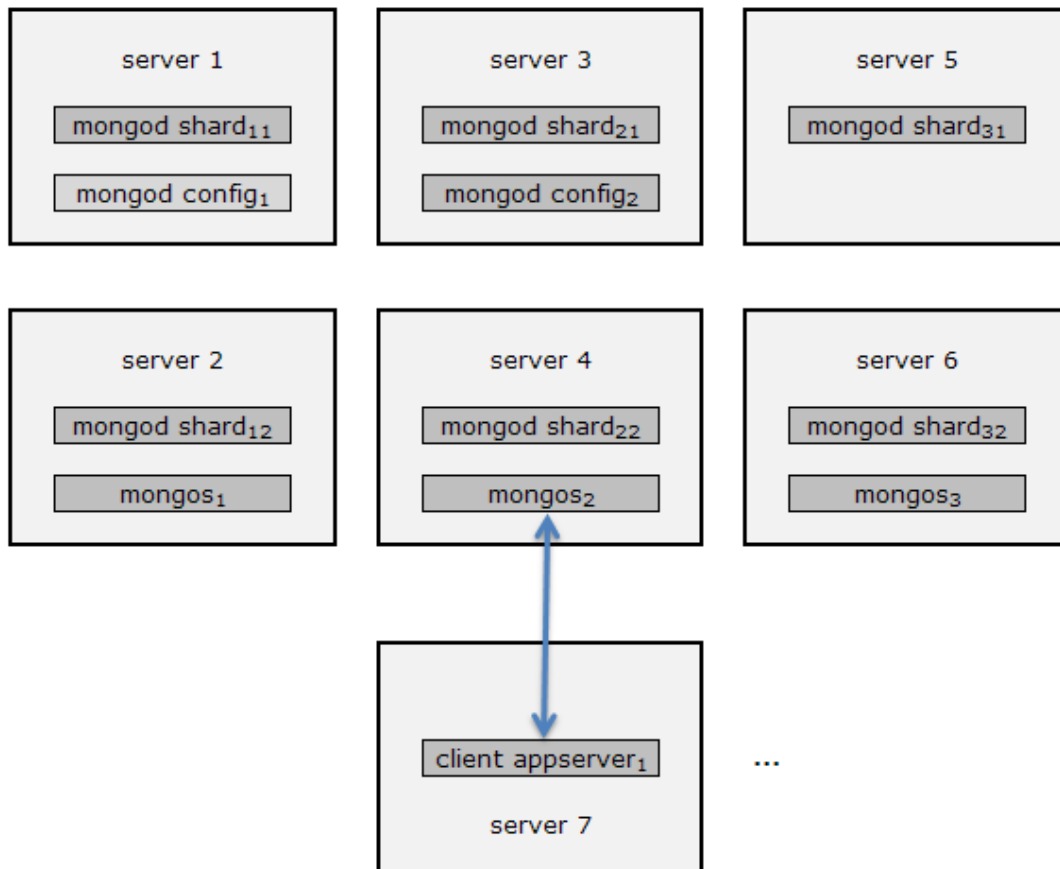 server 1
mongod shard₁₁
mongod config₁
server 3
mongod shard₂₁
mongod config₂
server 5
mongod shard₃₁
server 2
mongod shard₁₂
mongos₁
server 4
mongod shard₂₂
mongos₂
server 6
mongod shard₃₂
mongos₃
client appserver₁
server 7
...